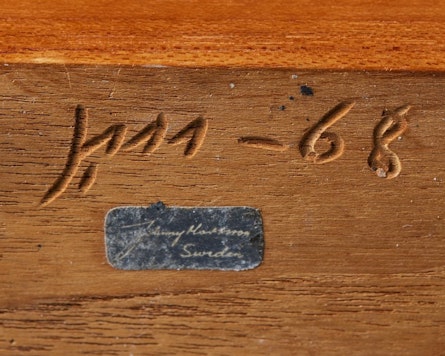 Jm - 68
Johnny Mattsson
Sweden